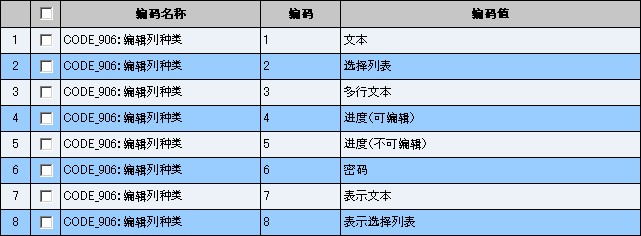 编码名称 编码 编码值
1 CODE_906:编辑列种类 1 文本
2 CODE_906:编辑列种类 2 选择列表
3 CODE_906:编辑列种类 3 多行文本
4 CODE_906:编辑列种类 4 进度(可编辑)
5 CODE_906:编辑列种类 5 进度(不可编辑)
6 CODE_906:编辑列种类 6 密码
7 CODE_906:编辑列种类 7 表示文本
8 CODE_906:编辑列种类 8 表示选择列表